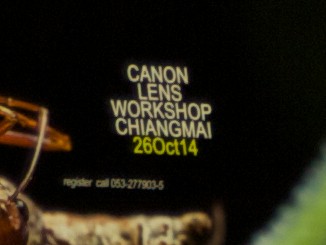 CANON
LENS
WORKSHOP
CHIANGMAI
26Oct14
register call 053-277903-5